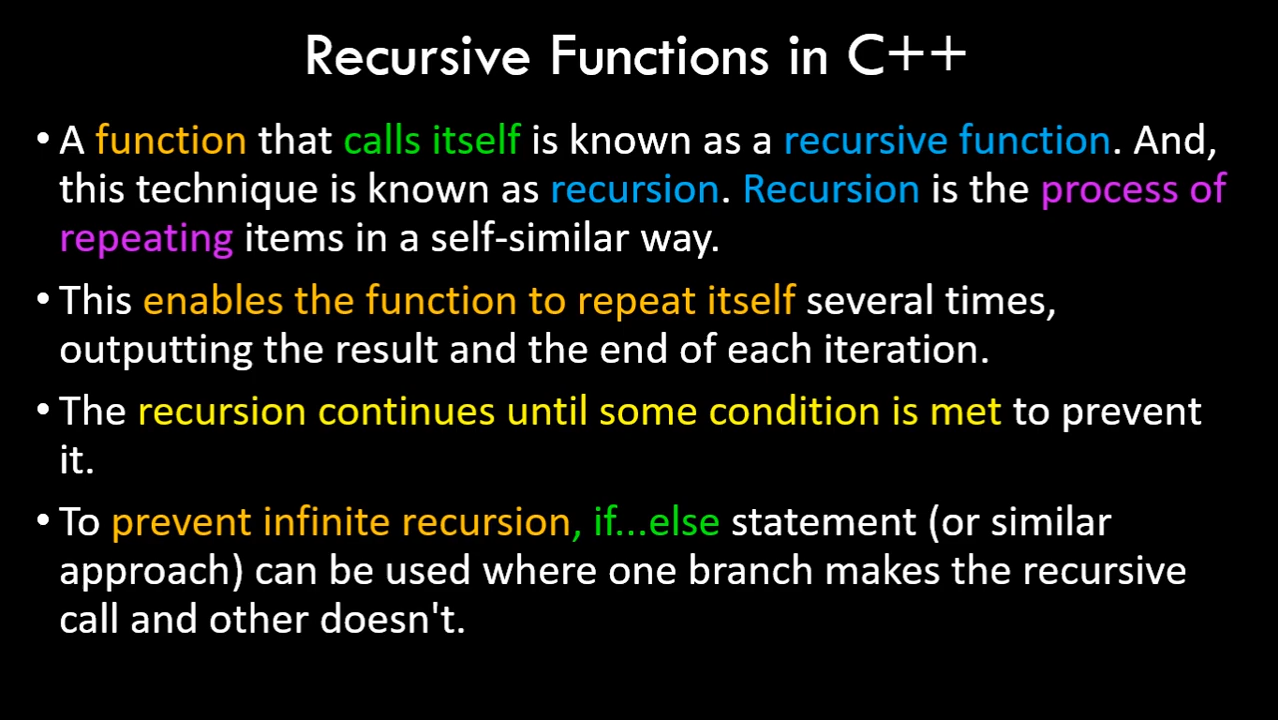 Recursive Functions in C++
• A function that calls itself is known as a recursive function. And,
this technique is known as recursion. Recursion is the process of
repeating items in a self-similar way.
• This enables the function to repeat itself several times,
outputting the result and the end of each iteration.
• The recursion continues until some condition is met to prevent
it.
• To prevent infinite recursion, if...else statement (or similar
approach) can be used where one branch makes the recursive
call and other doesn't.